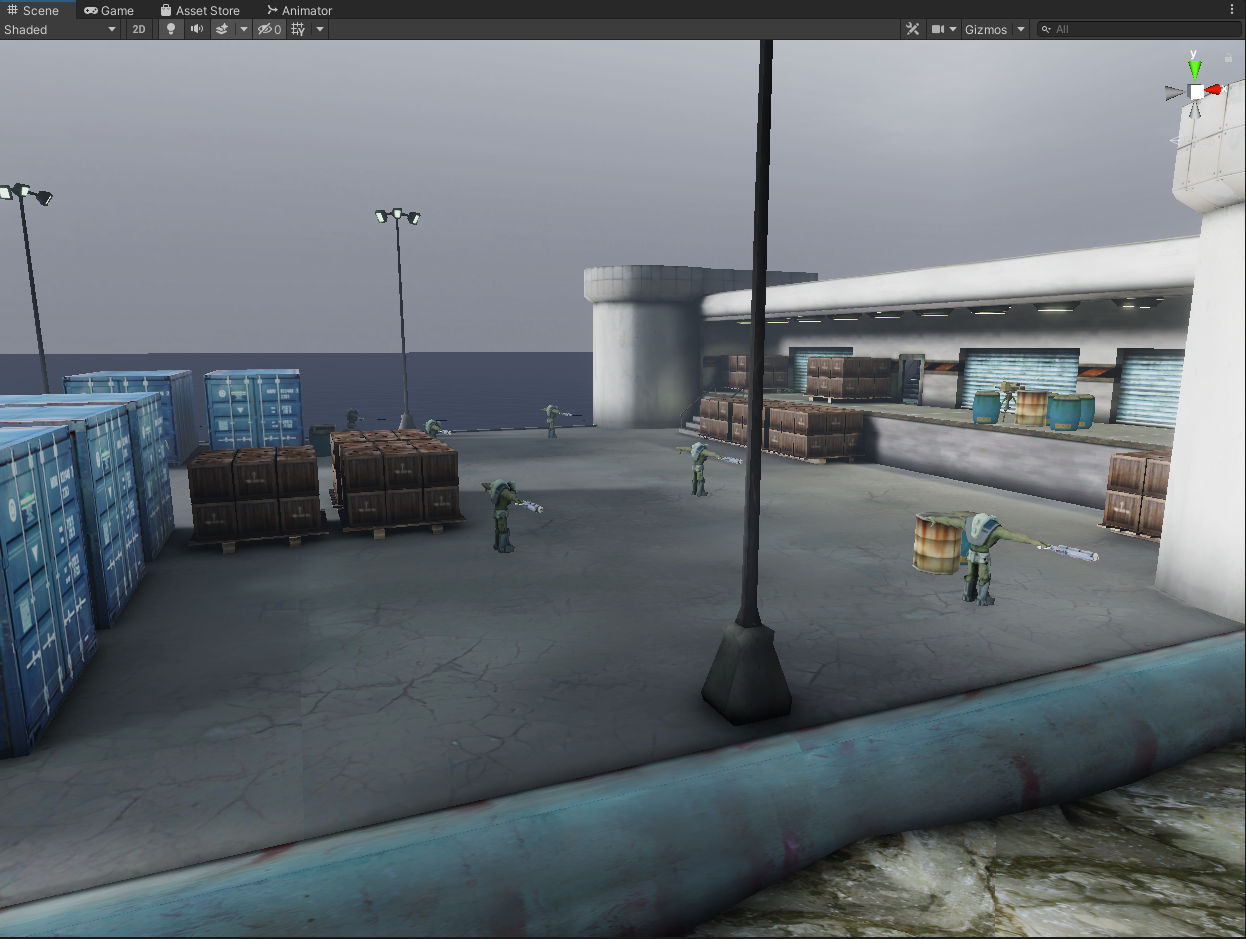 Scene
Game
Asset Store
Animator
Shaded
2D
0
Gizmos
All
y